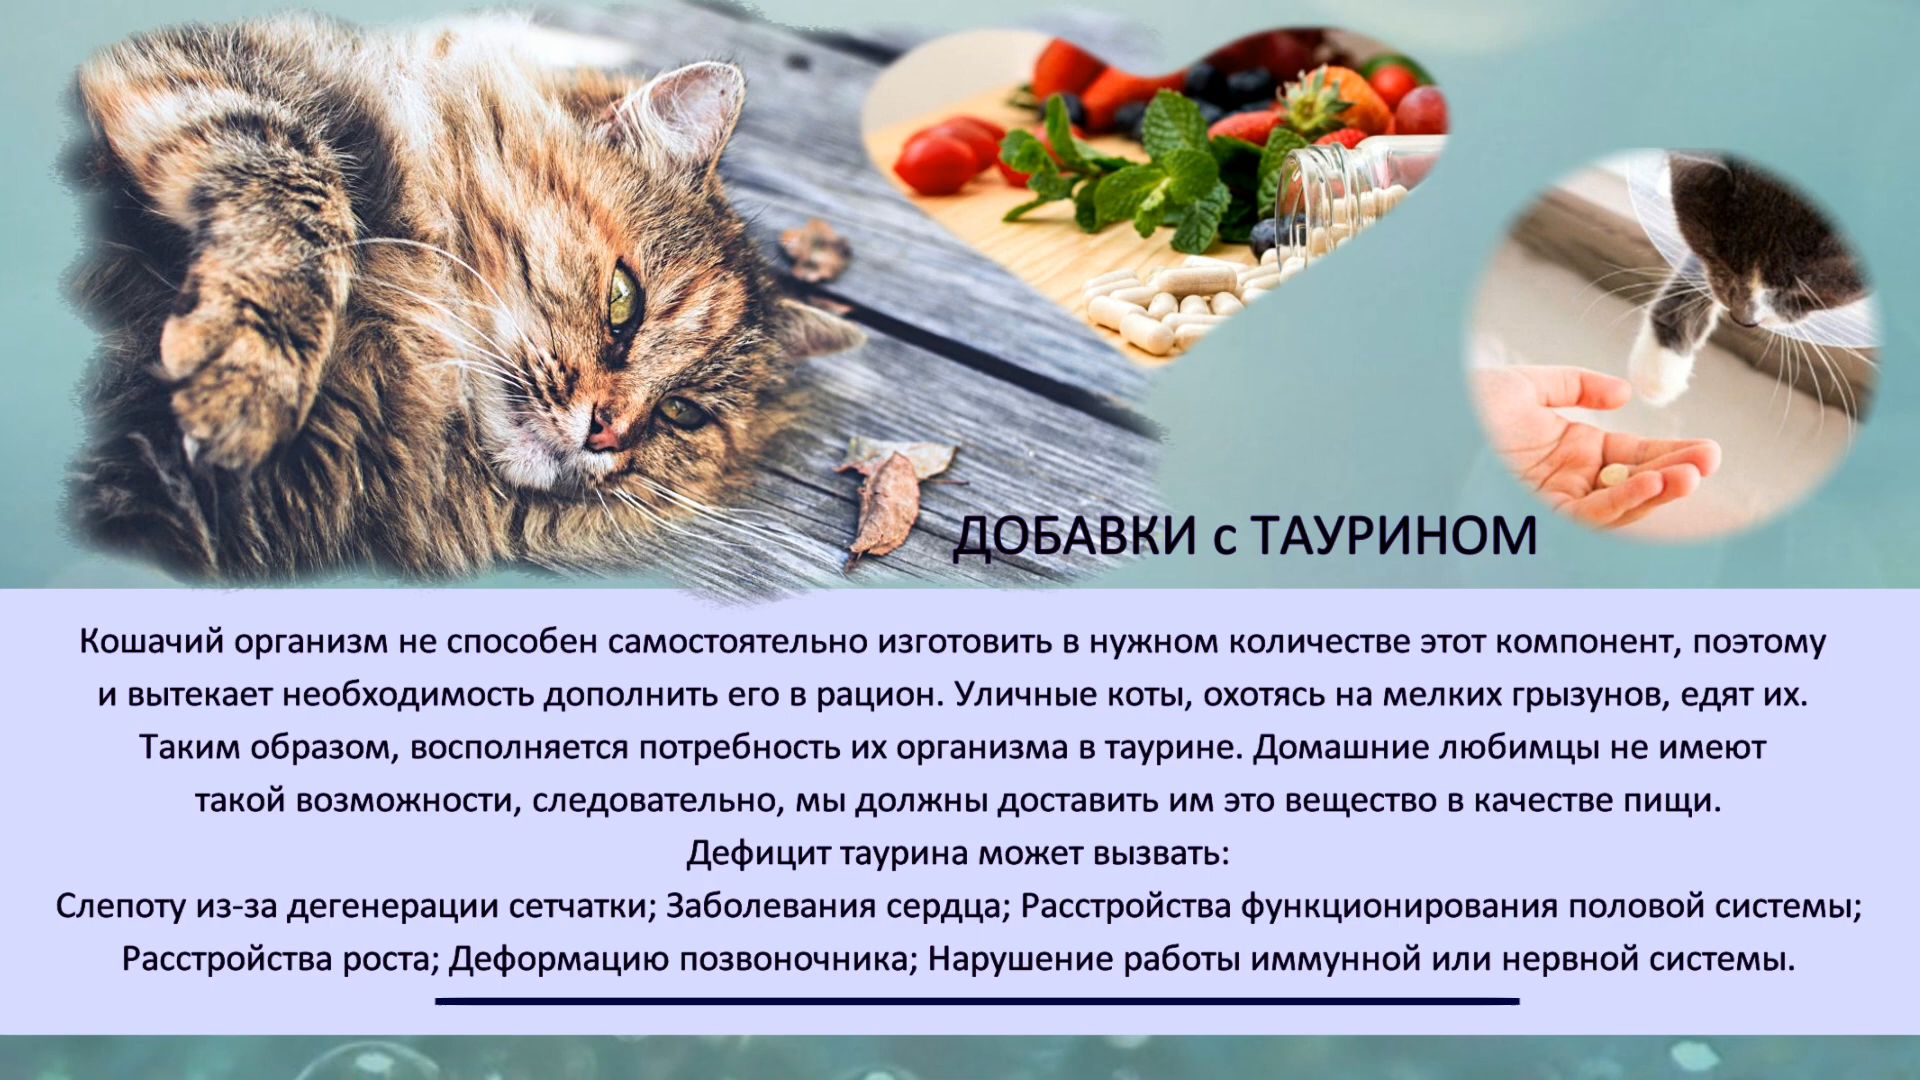 ДОБАВКИ с ТАУРИНОМ
Кошачий организм не способен самостоятельно изготовить в нужном количестве этот компонент, поэтому
и вытекает необходимость дополнить его в рацион. Уличные коты, охотясь на мелких грызунов, едят их.
Таким образом, восполняется потребность их организма в таурине. Домашние любимцы не имеют
такой возможности, следовательно, мы должны доставить им это вещество в качестве пищи.
Дефицит таурина может вызвать:
Слепоту из-за дегенерации сетчатки; Заболевания сердца; Расстройства функционирования половой системы;
Расстройства роста; Деформацию позвоночника; Нарушение работы иммунной или нервной системы.